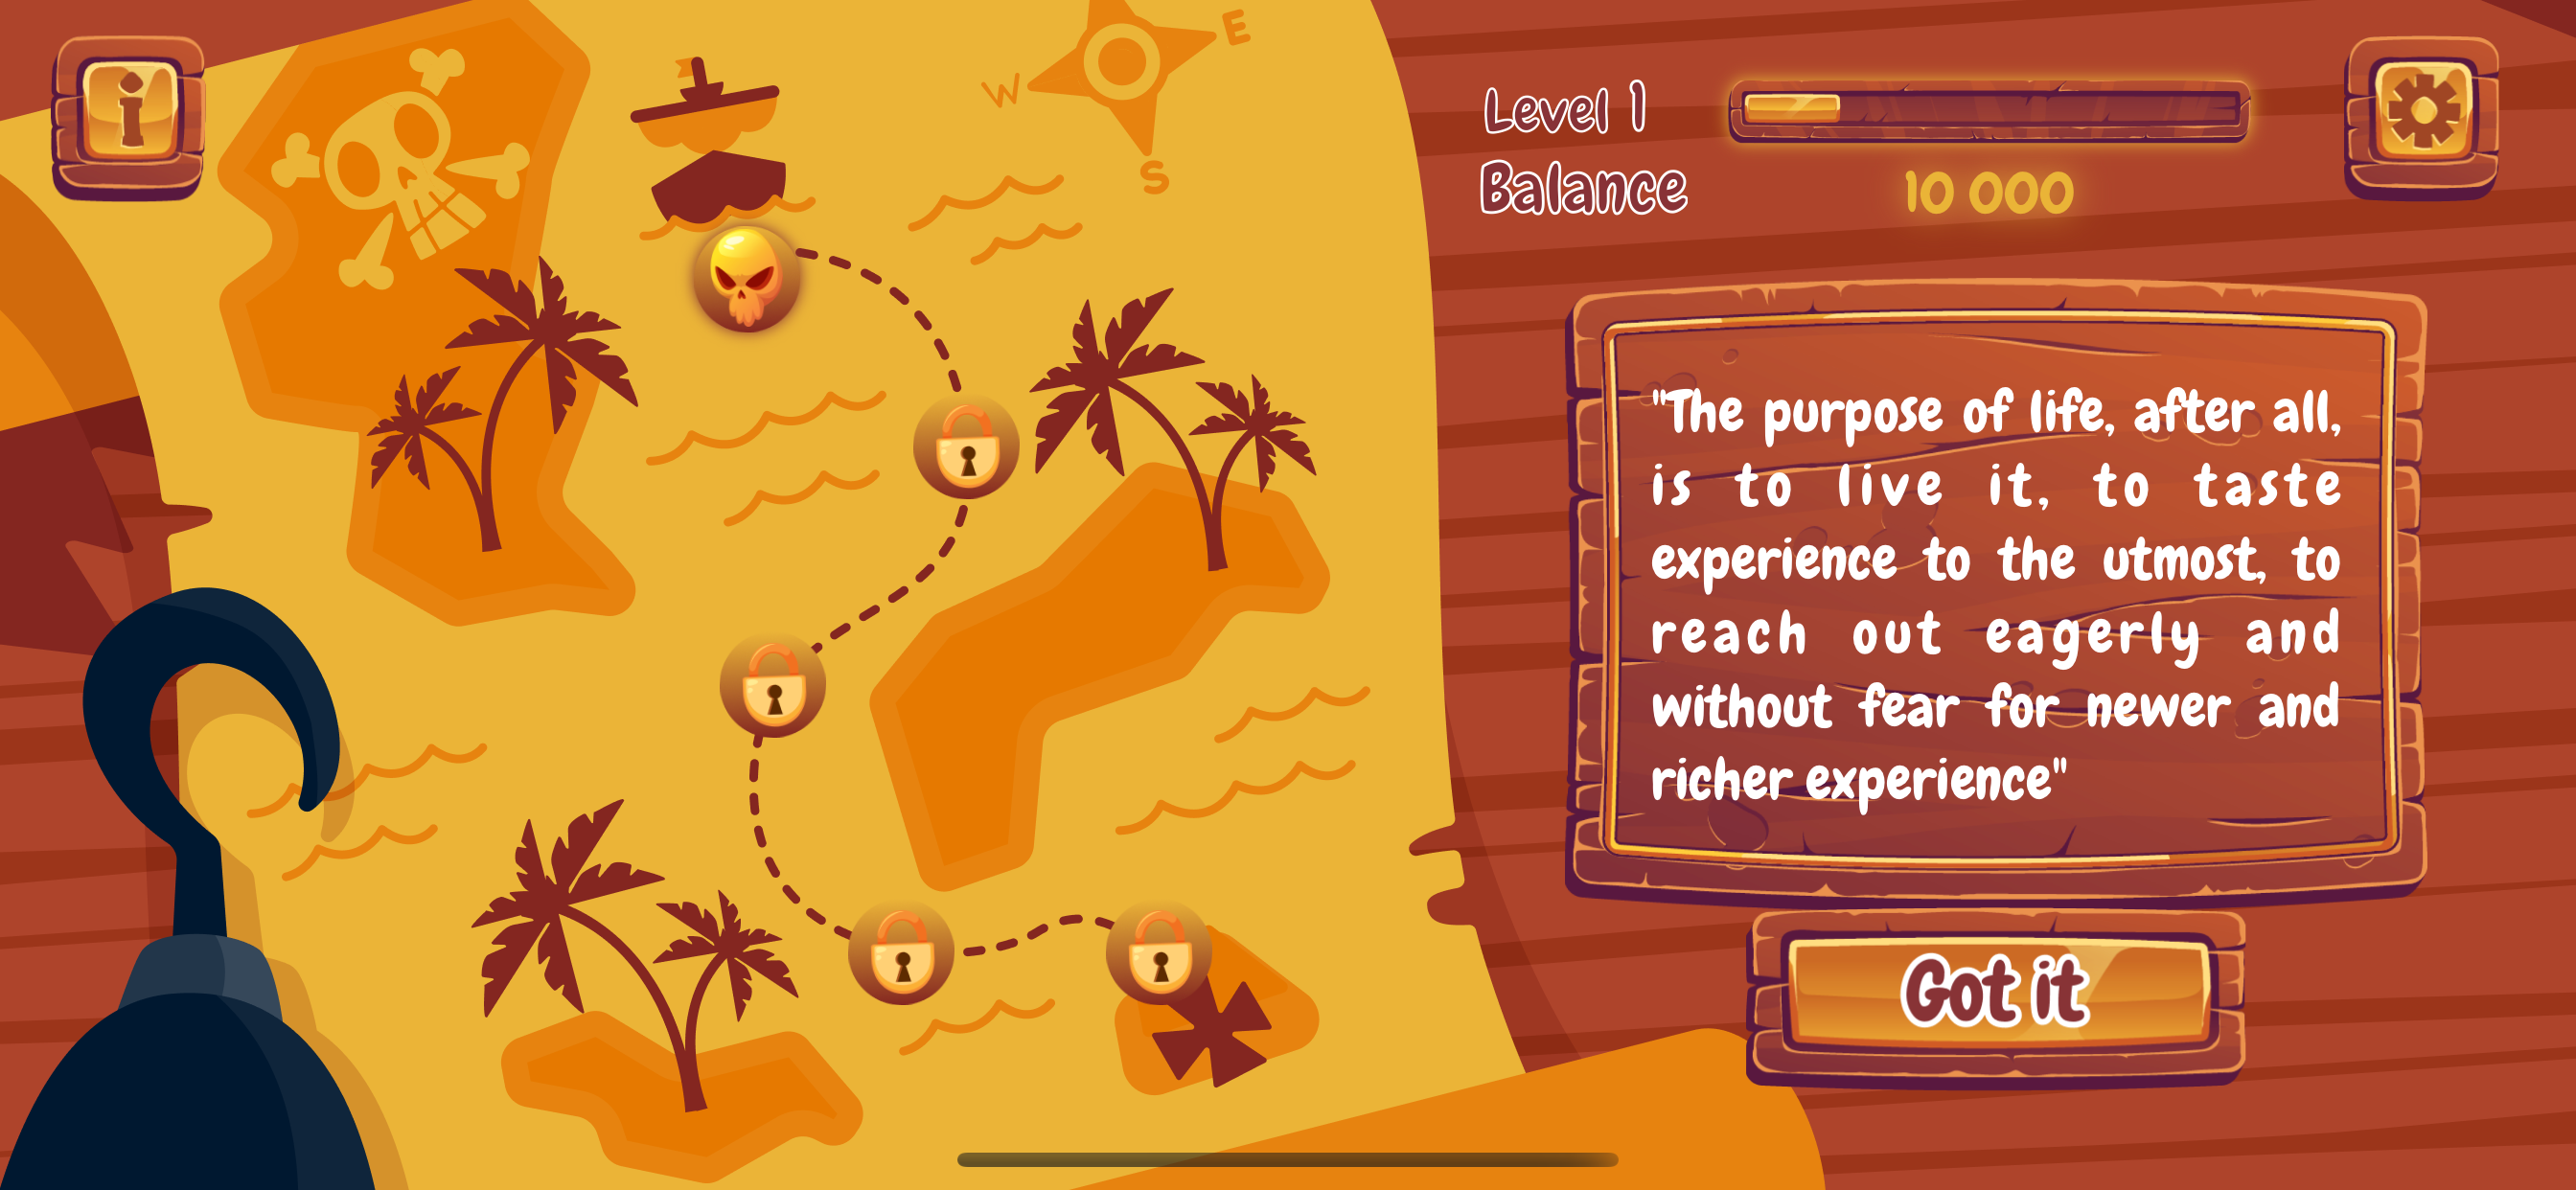 E
W
S
i
Level 1
Balance 10 000
"The purpose of life, after all,
is to live it, to taste
experience to the utmost, to
reach out eagerly and
without fear for newer and
richer experience"
Got it